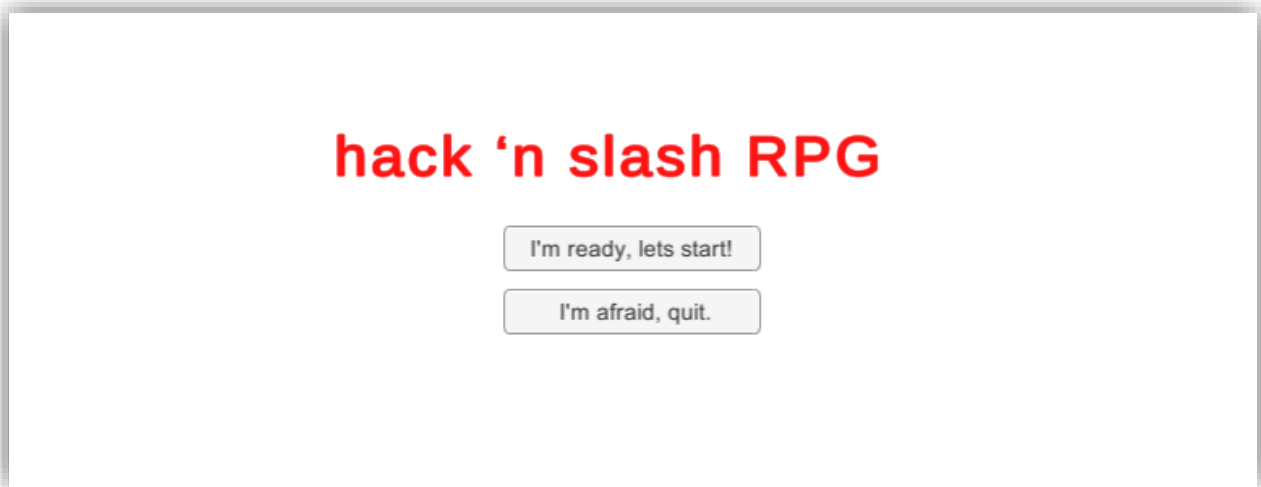 hack ‘n slash RPG
I'm ready, lets start!
I'm afraid, quit.